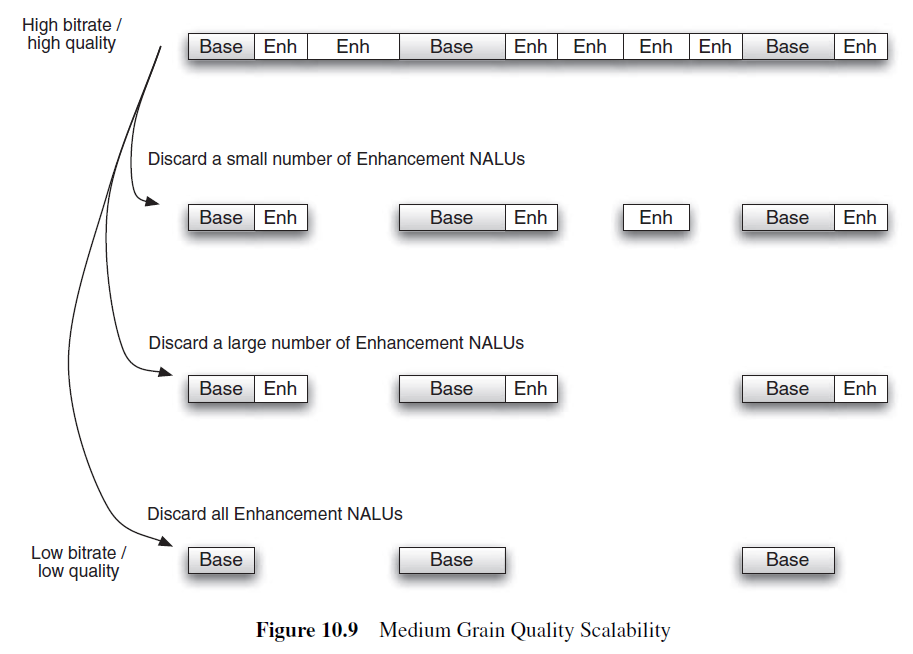 High bitrate /
high quality
Base Enh Enh Base Enh Enh Enh Enh Base Enh
Discard a small number of Enhancement NALUs
Base Enh Base Enh Enh Base Enh
Discard a large number of Enhancement NALUs
Base Enh Base Enh Base Enh
Discard all Enhancement NALUs
Low bitrate /
low quality
Base Base Base
Figure 10.9 Medium Grain Quality Scalability